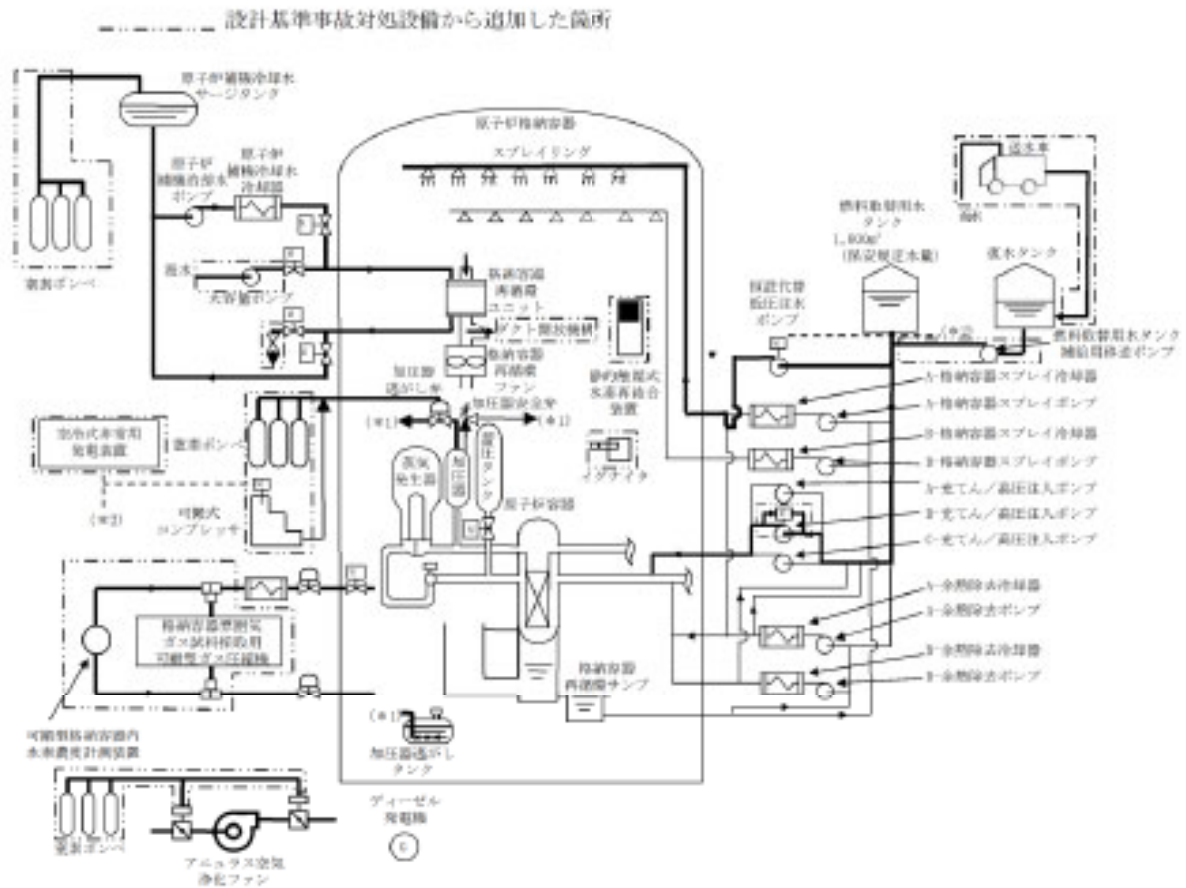 設計基準事故対処設備から追加した箇所
原子炉補機冷却水
サージタンク
原子炉格納容器
スプレイリング
原子炉
補機冷却水
ポンプ
原子炉
補機冷却水
冷却器
窒素ボンベ
海水
大容量ポンプ
格納容器
再循環
ユニット
ダクト開放機構
格納容器
再循環
ファン
静的触媒式
水素再結合
装置
イグナイタ
送水車
海水
燃料取替用水
タンク
1,600m³
(保安規定水量)
復水タンク
恒設代替
低圧注水
ポンプ
(※2)
燃料取替用水タンク
補給用移送ポンプ
A-格納容器スプレイ冷却器
A-格納容器スプレイポンプ
B-格納容器スプレイ冷却器
B-格納容器スプレイポンプ
A-充てん/高圧注入ポンプ
B-充てん/高圧注入ポンプ
C-充てん/高圧注入ポンプ
A-余熱除去冷却器
A-余熱除去ポンプ
B-余熱除去冷却器
B-余熱除去ポンプ
空冷式非常用
発電装置
(※2)
窒素ボンベ
可搬式
コンプレッサ
加圧器
逃がし弁
加圧器安全弁
(※1)
(※1)
蒸気
発生器
加圧器
蓄圧タンク
原子炉容器
格納容器
再循環サンプ
格納容器雰囲気
ガス試料採取用
可搬型ガス圧縮機
可搬型格納容器内
水素濃度計測装置
(※1)
加圧器逃がし
タンク
ディーゼル
発電機
G
窒素ボンベ
アニュラス空気
浄化ファン